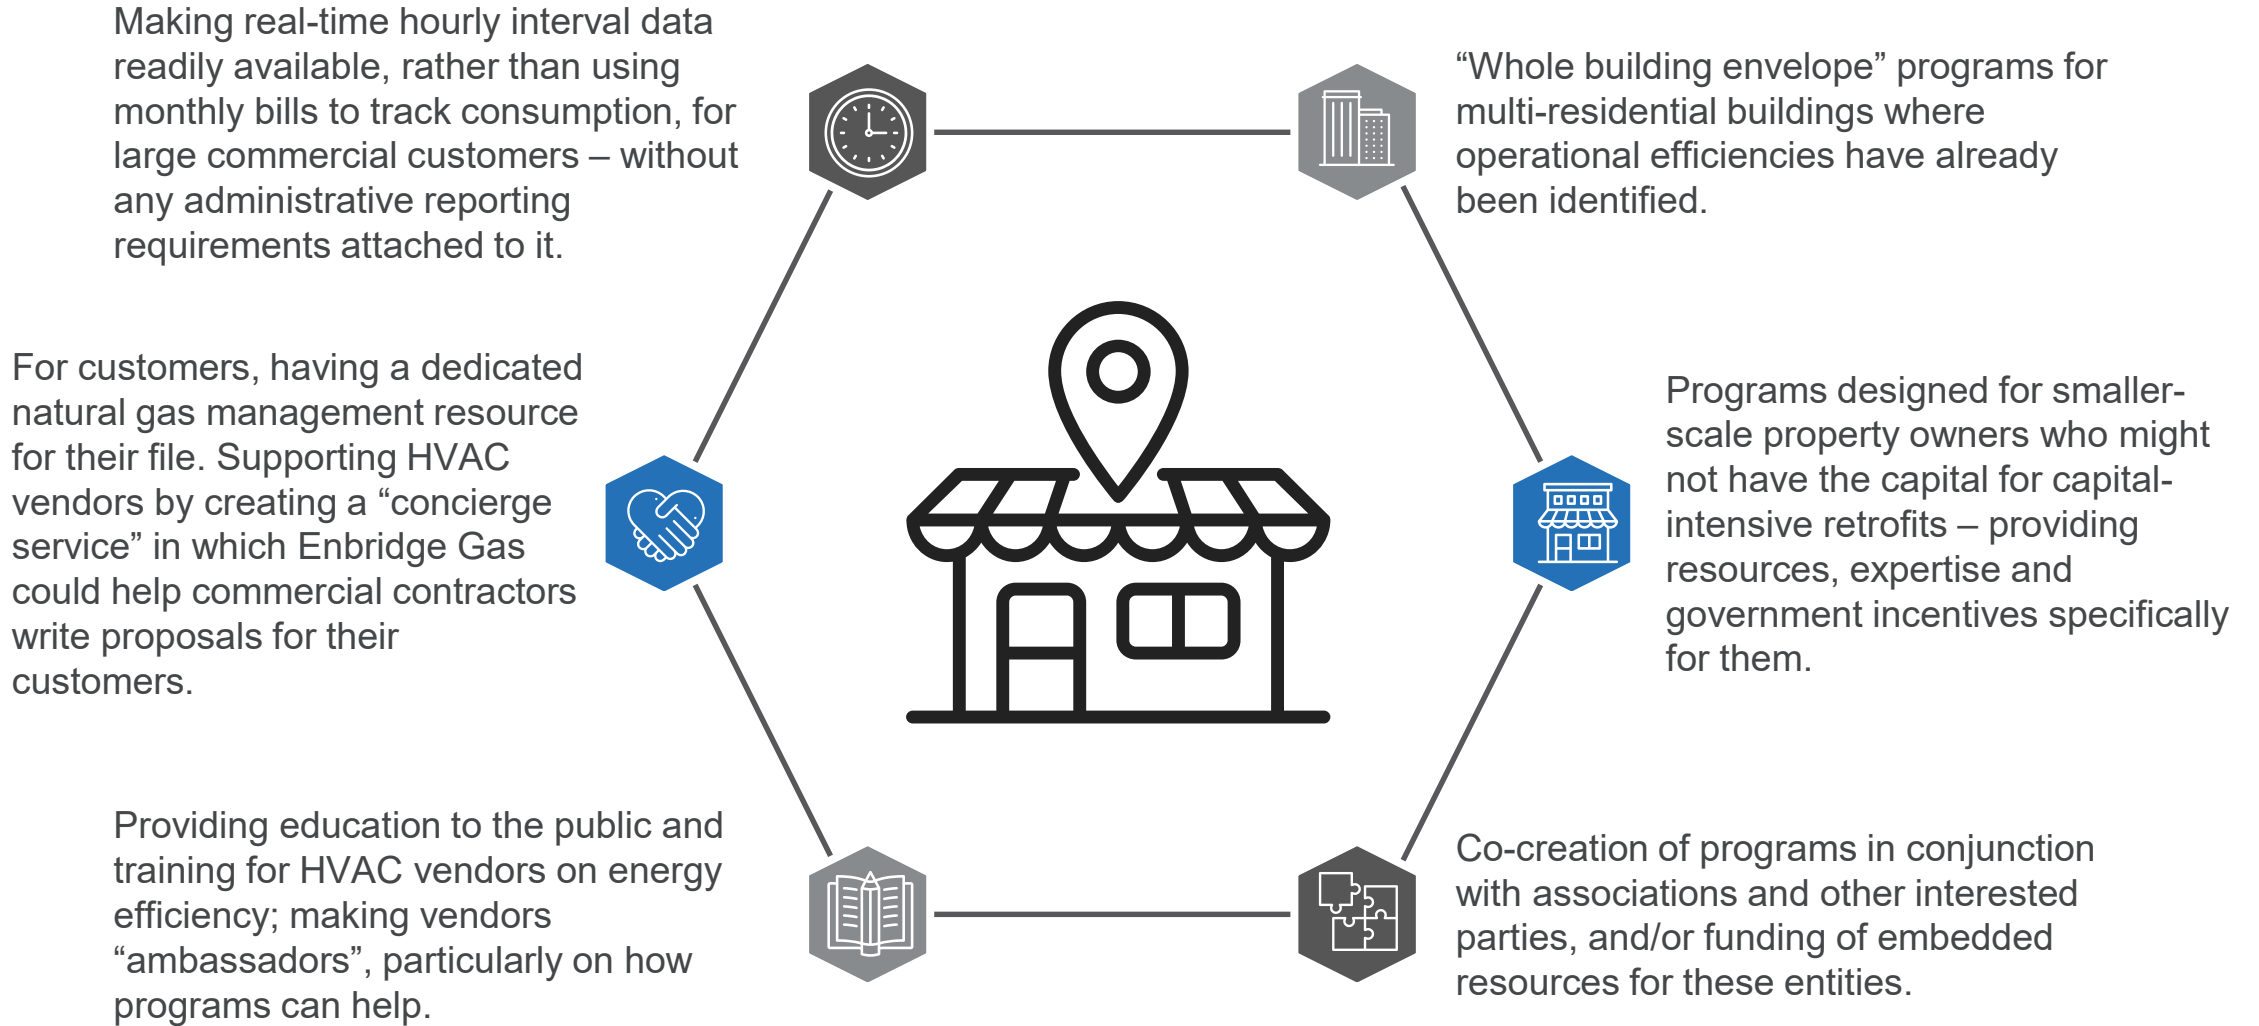 Making real-time hourly interval data
readily available, rather than using
monthly bills to track consumption, for
large commercial customers – without
any administrative reporting
requirements attached to it.
“Whole building envelope” programs for
multi-residential buildings where
operational efficiencies have already
been identified.
For customers, having a dedicated
natural gas management resource
for their file. Supporting HVAC
vendors by creating a “concierge
service” in which Enbridge Gas
could help commercial contractors
write proposals for their
customers.
Programs designed for smaller-
scale property owners who might
not have the capital for capital-
intensive retrofits – providing
resources, expertise and
government incentives specifically
for them.
Providing education to the public and
training for HVAC vendors on energy
efficiency; making vendors
“ambassadors”, particularly on how
programs can help.
Co-creation of programs in conjunction
with associations and other interested
parties, and/or funding of embedded
resources for these entities.